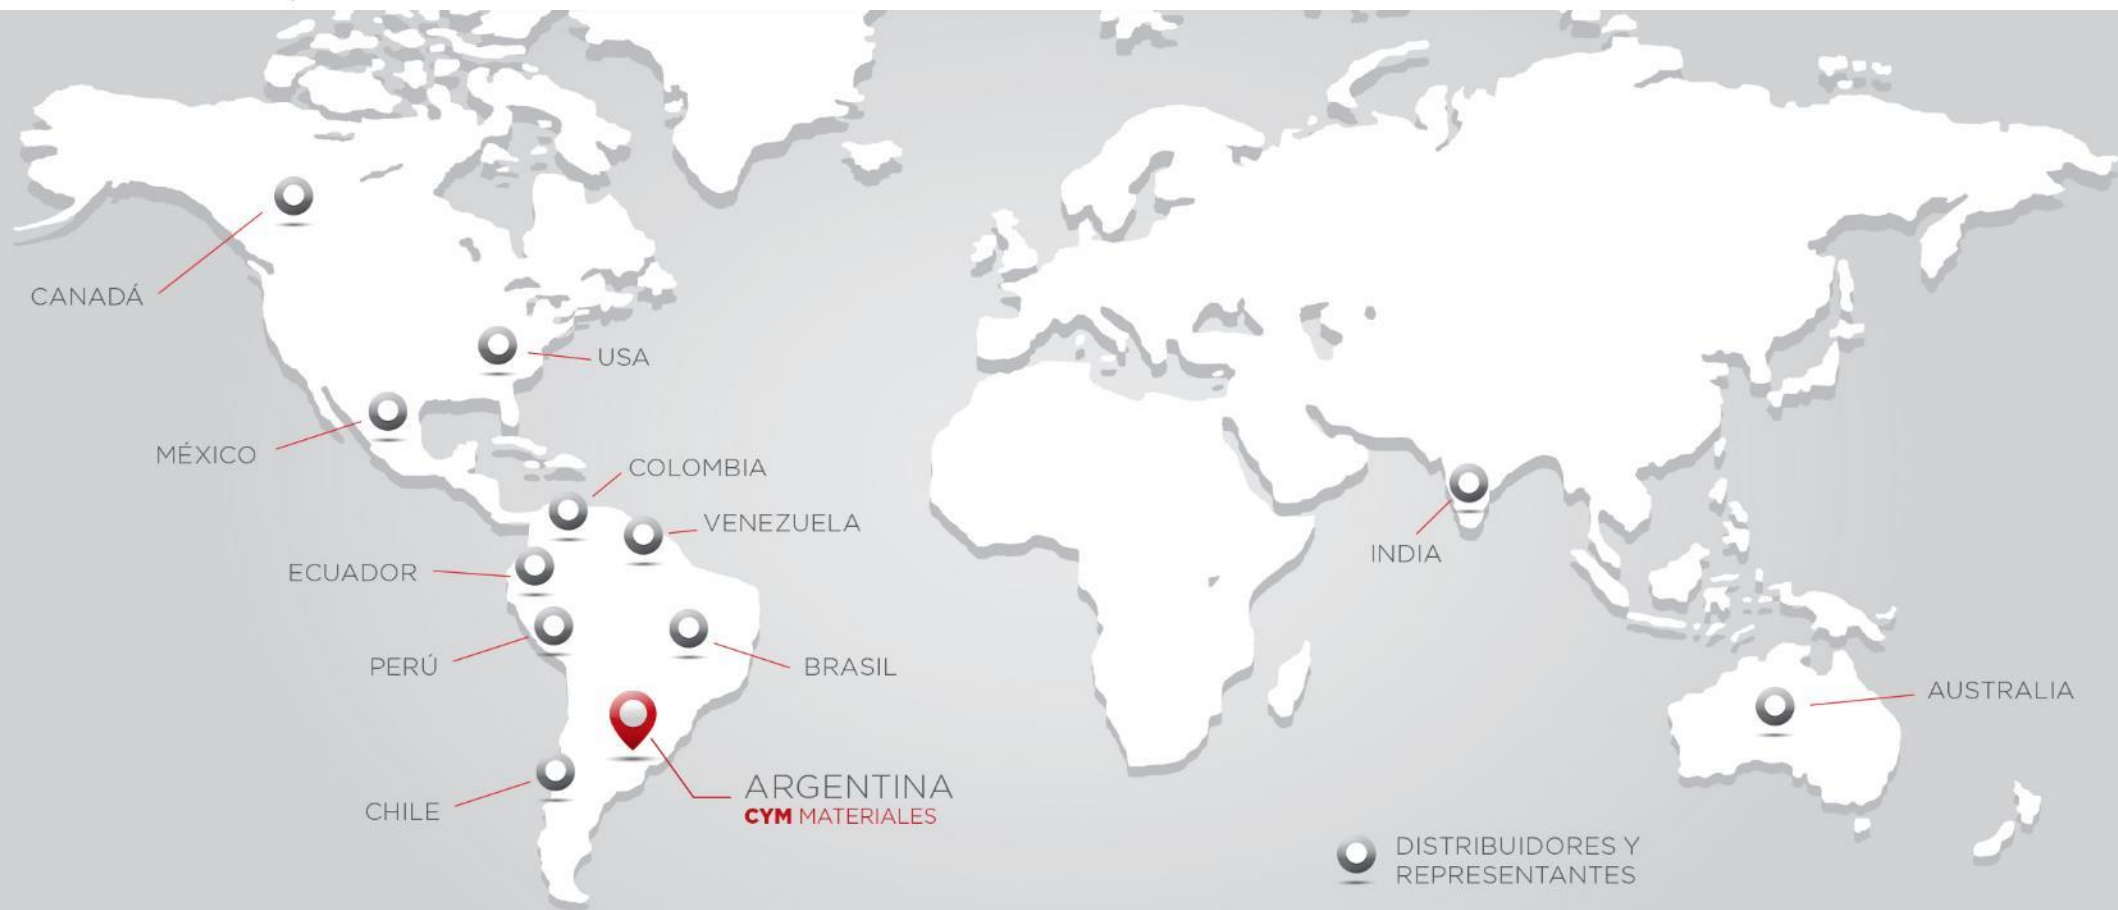 CANADÁ
USA
MÉXICO
COLOMBIA
VENEZUELA
ECUADOR
INDIA
PERÚ
BRASIL
AUSTRALIA
ARGENTINA
CYM MATERIALES
CHILE
DISTRIBUIDORES Y
REPRESENTANTES